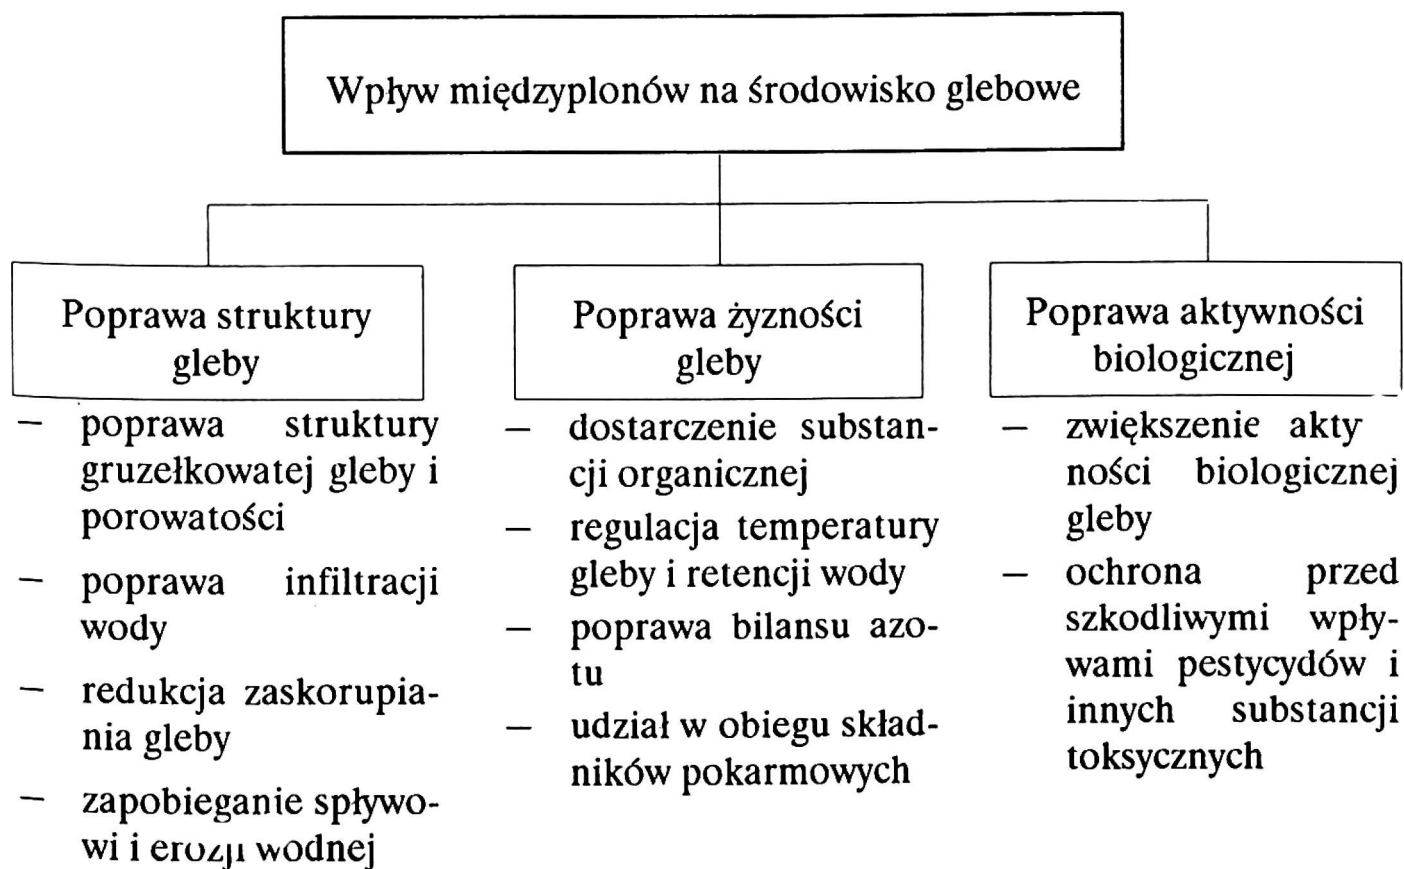 Wpływ międzyplonów na środowisko glebowe
Poprawa struktury
gleby
– poprawa struktury
gruzełkowatej gleby i
porowatości
– poprawa infiltracji
wody
– redukcja zaskorupia-
nia gleby
– zapobieganie spływo-
wi i erozji wodnej
Poprawa żyzności
gleby
– dostarczenie substan-
cji organicznej
– regulacja temperatury
gleby i retencji wody
– poprawa bilansu azo-
tu
– udział w obiegu skład-
ników pokarmowych
Poprawa aktywności
biologicznej
– zwiększenie akty
ności biologicznej
gleby
– ochrona przed
szkodliwymi wpły-
wami pestycydów i
innych substancji
toksycznych